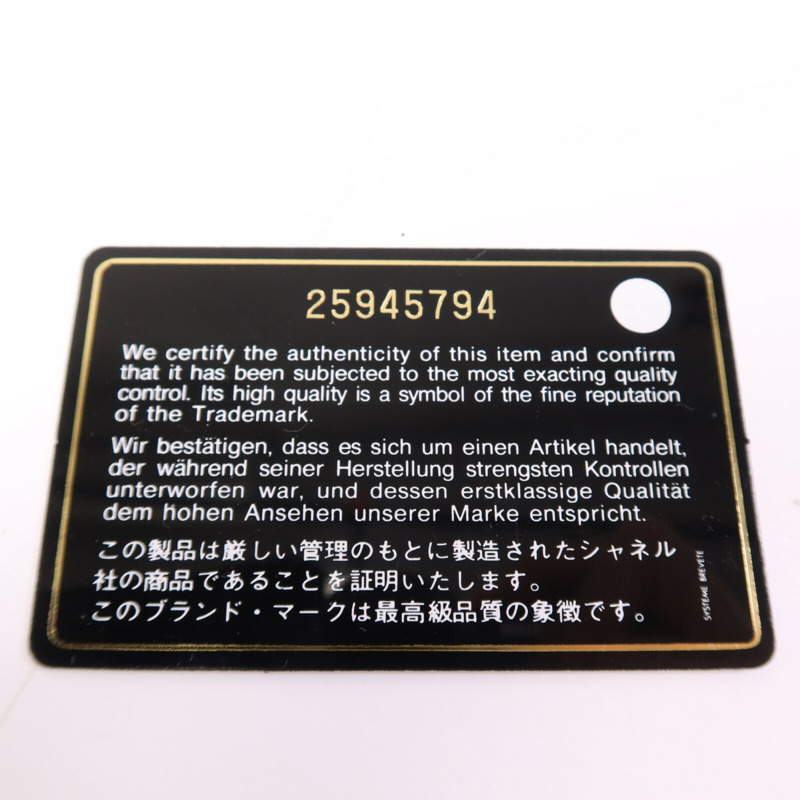 25945794
We certify the authenticity of this item and confirm
that it has been subjected to the most exacting quality
control. Its high quality is a symbol of the fine reputation
of the Trademark.
Wir bestätigen, dass es sich um einen Artikel handelt,
der während seiner Herstellung strengsten Kontrollen
unterworfen war, und dessen erstklassige Qualität
dem hohen Ansehen unserer Marke entspricht.
この製品は厳しい管理のもとに製造されたシャネル
社の商品であることを証明いたします。
このブランド・マークは最高級品質の象徴です。
SYSTEME BREVETE